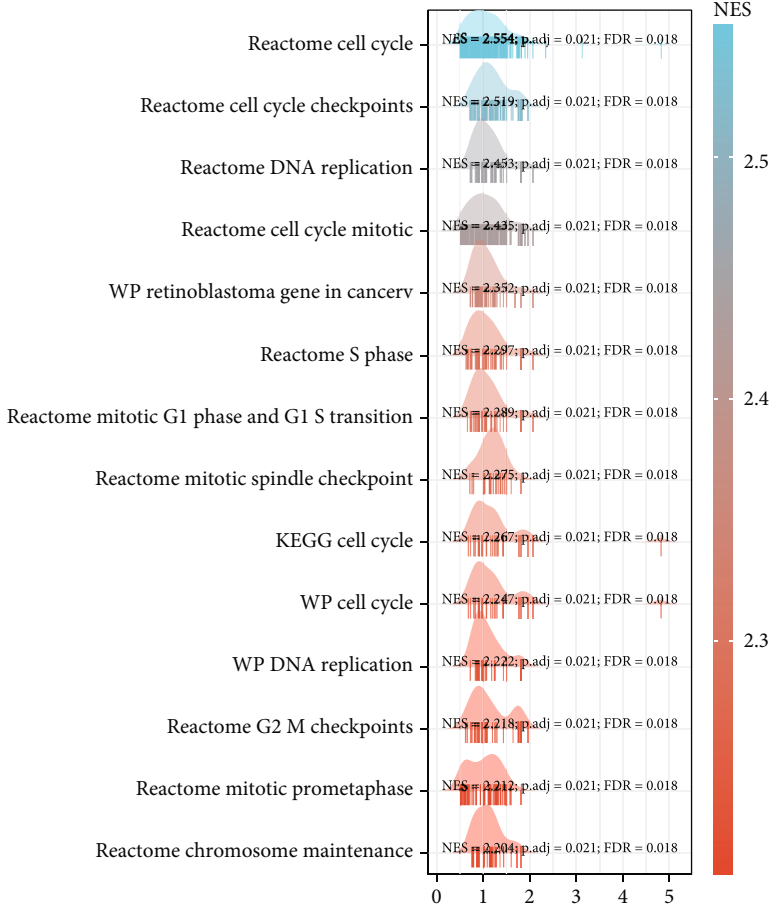 NES
Reactome cell cycle
NES = 2.554; p.adj = 0.021; FDR = 0.018
Reactome cell cycle checkpoints
NES = 2.519; p.adj = 0.021; FDR = 0.018
2.5
Reactome DNA replication
NES = 2.453; p.adj = 0.021; FDR = 0.018
Reactome cell cycle mitotic
NES = 2.435; p.adj = 0.021; FDR = 0.018
WP retinoblastoma gene in cancerv
NES = 2.352; p.adj = 0.021; FDR = 0.018
Reactome S phase
NES = 2.297; p.adj = 0.021; FDR = 0.018
2.4
Reactome mitotic G1 phase and G1 S transition
NES = 2.289; p.adj = 0.021; FDR = 0.018
Reactome mitotic spindle checkpoint
NES = 2.275; p.adj = 0.021; FDR = 0.018
KEGG cell cycle
NES = 2.267; p.adj = 0.021; FDR = 0.018
WP cell cycle
NES = 2.247; p.adj = 0.021; FDR = 0.018
2.3
WP DNA replication
NES = 2.222; p.adj = 0.021; FDR = 0.018
Reactome G2 M checkpoints
NES = 2.218; p.adj = 0.021; FDR = 0.018
Reactome mitotic prometaphase
NES = 2.212; p.adj = 0.021; FDR = 0.018
Reactome chromosome maintenance
NES = 2.204; p.adj = 0.021; FDR = 0.018
0 1 2 3 4 5